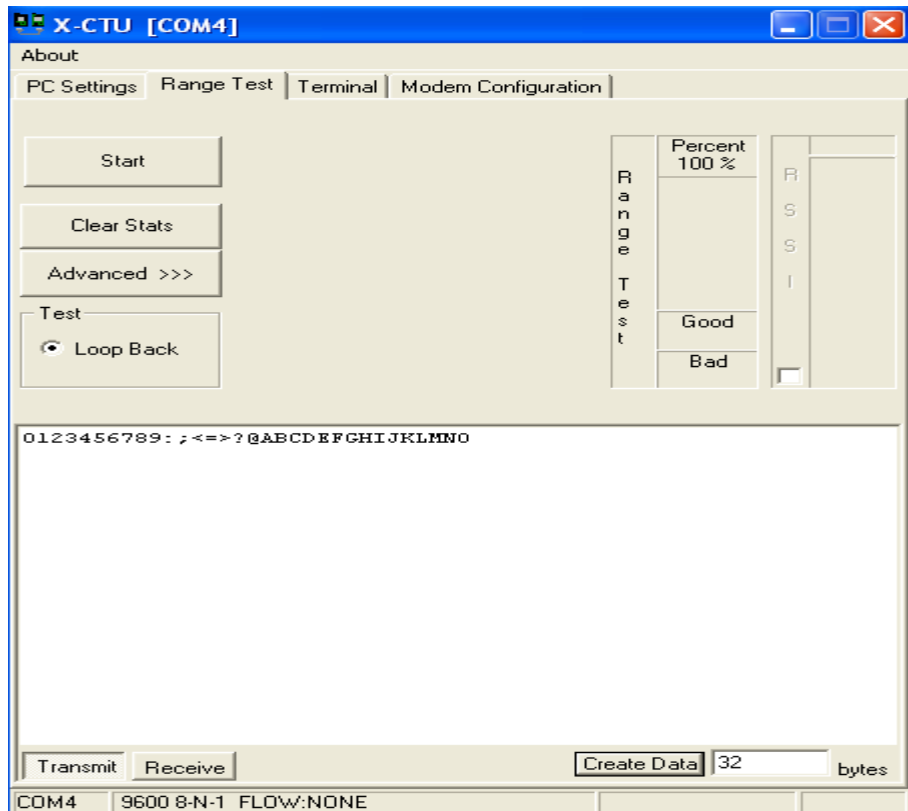 X-CTU [COM4]
About
PC Settings Range Test Terminal Modem Configuration
Start
Clear Stats
Advanced >>>
Test
Loop Back
Range Test
Percent
100 %
Good
Bad
RSSI
0123456789:;<=>?@ABCDEFGHIJKLMNO
Transmit Receive Create Data 32 bytes
COM4 9600 8-N-1 FLOW:NONE